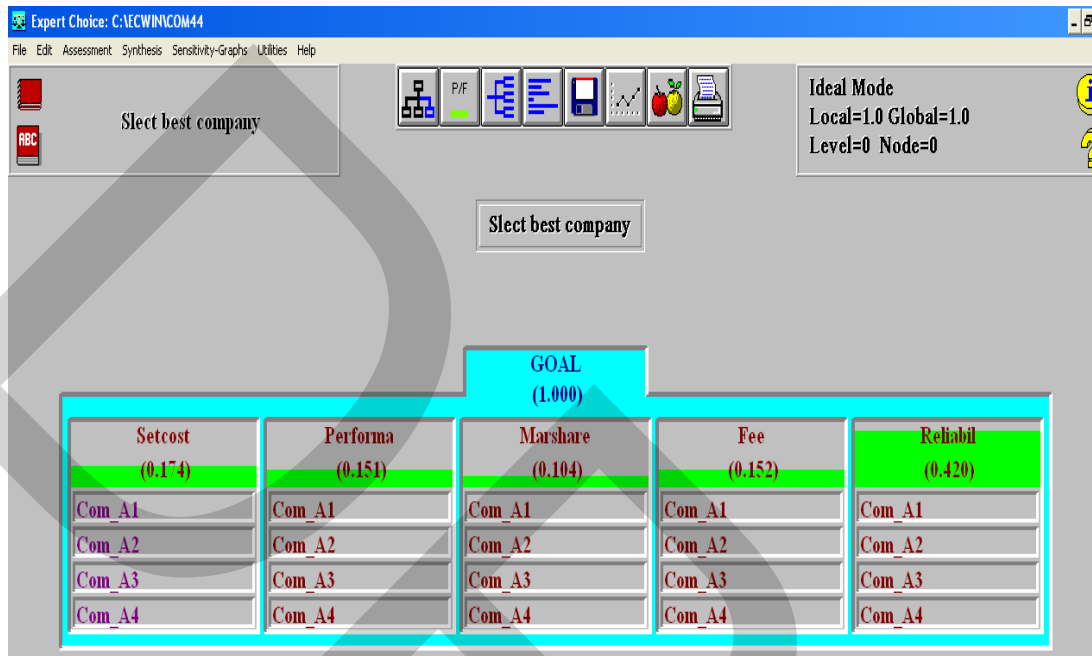 Expert Choice: C:\ECWIN\COM44
File Edit Assessment Synthesis Sensitivity-Graphs Utilities Help
ABC
Slect best company
P/F
Ideal Mode
Local=1.0 Global=1.0
Level=0 Node=0
i
?
Slect best company
GOAL
(1.000)
Setcost Performa Marshare Fee Reliabil
(0.174) (0.151) (0.104) (0.152) (0.420)
Com_A1 Com_A1 Com_A1 Com_A1 Com_A1
Com_A2 Com_A2 Com_A2 Com_A2 Com_A2
Com_A3 Com_A3 Com_A3 Com_A3 Com_A3
Com_A4 Com_A4 Com_A4 Com_A4 Com_A4